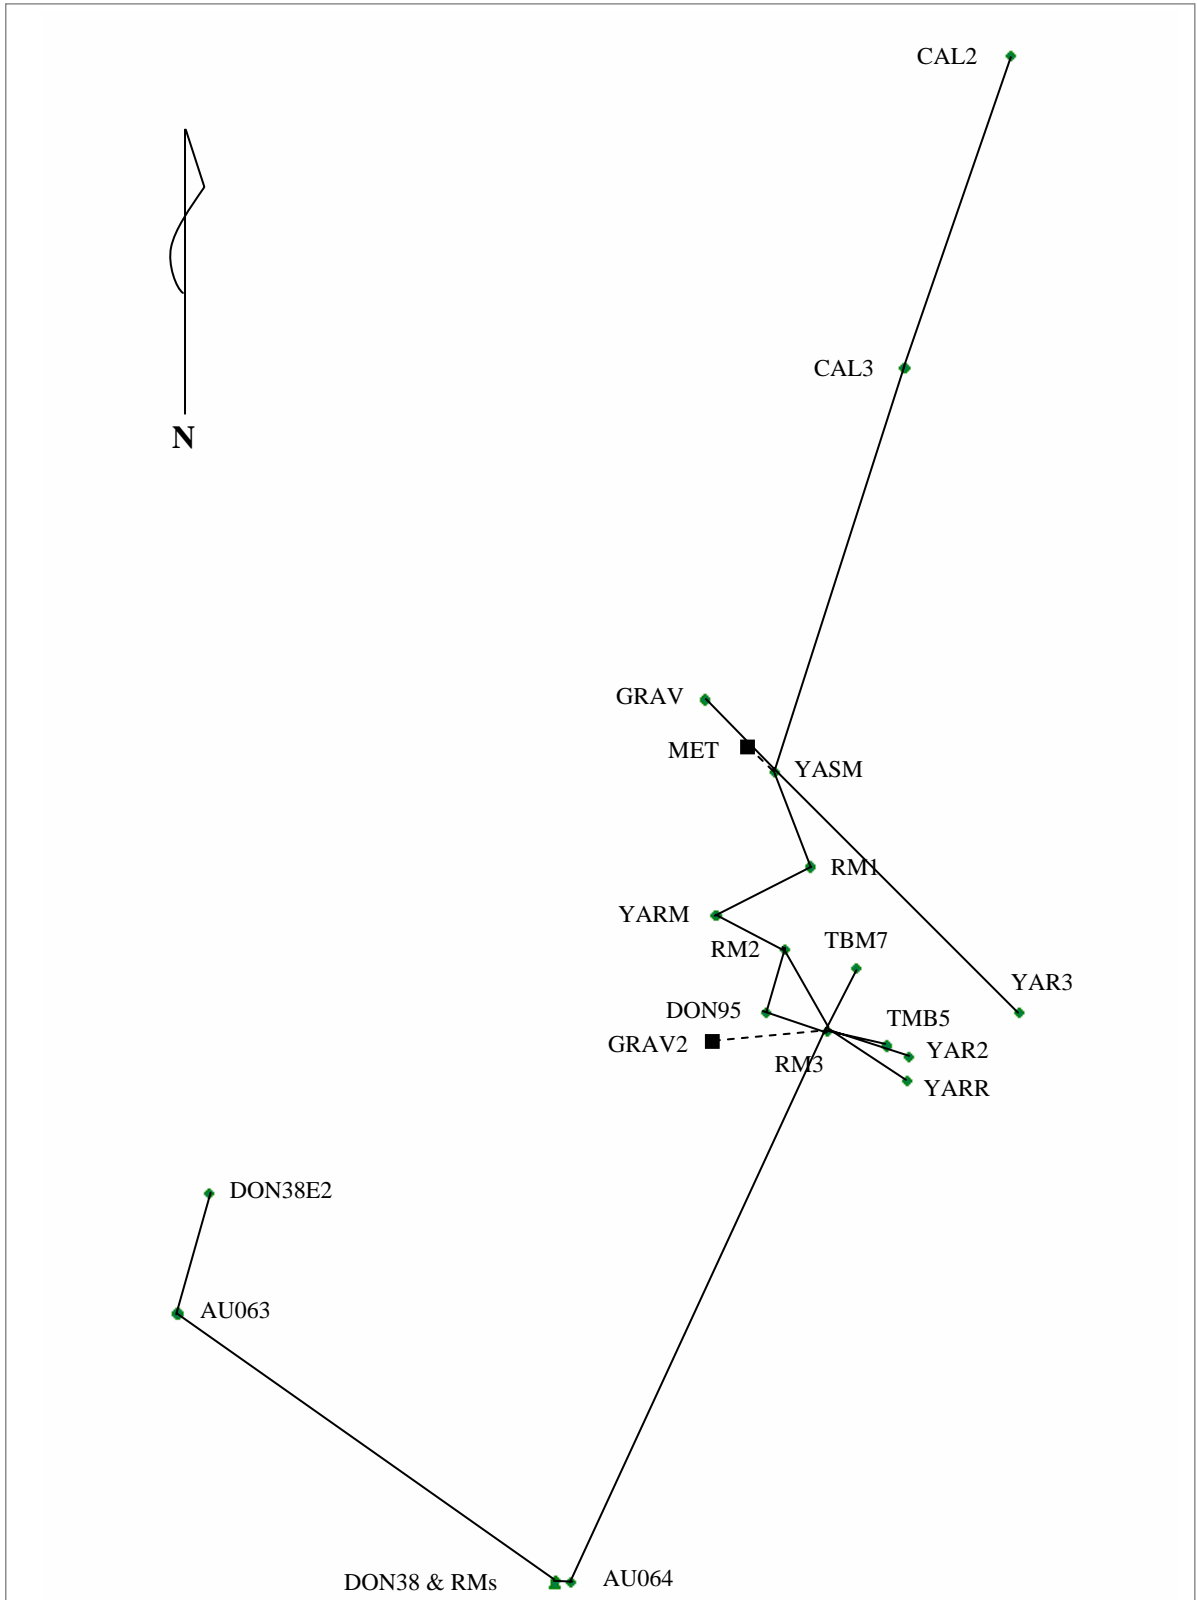 CAL2
CAL3
N
GRAV
MET
YASM
RM1
YARM
TBM7
RM2
YAR3
DON95
TMB5
GRAV2
YAR2
RM3
YARR
DON38E2
AU063
DON38 & RMs
AU064